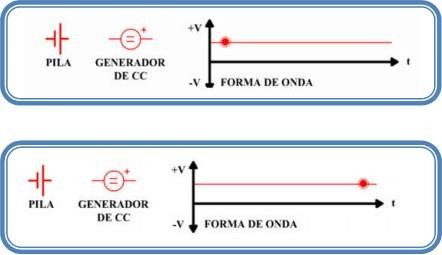 +V
PILA GENERADOR t
DE CC -V FORMA DE ONDA
+V
PILA GENERADOR t
DE CC -V FORMA DE ONDA